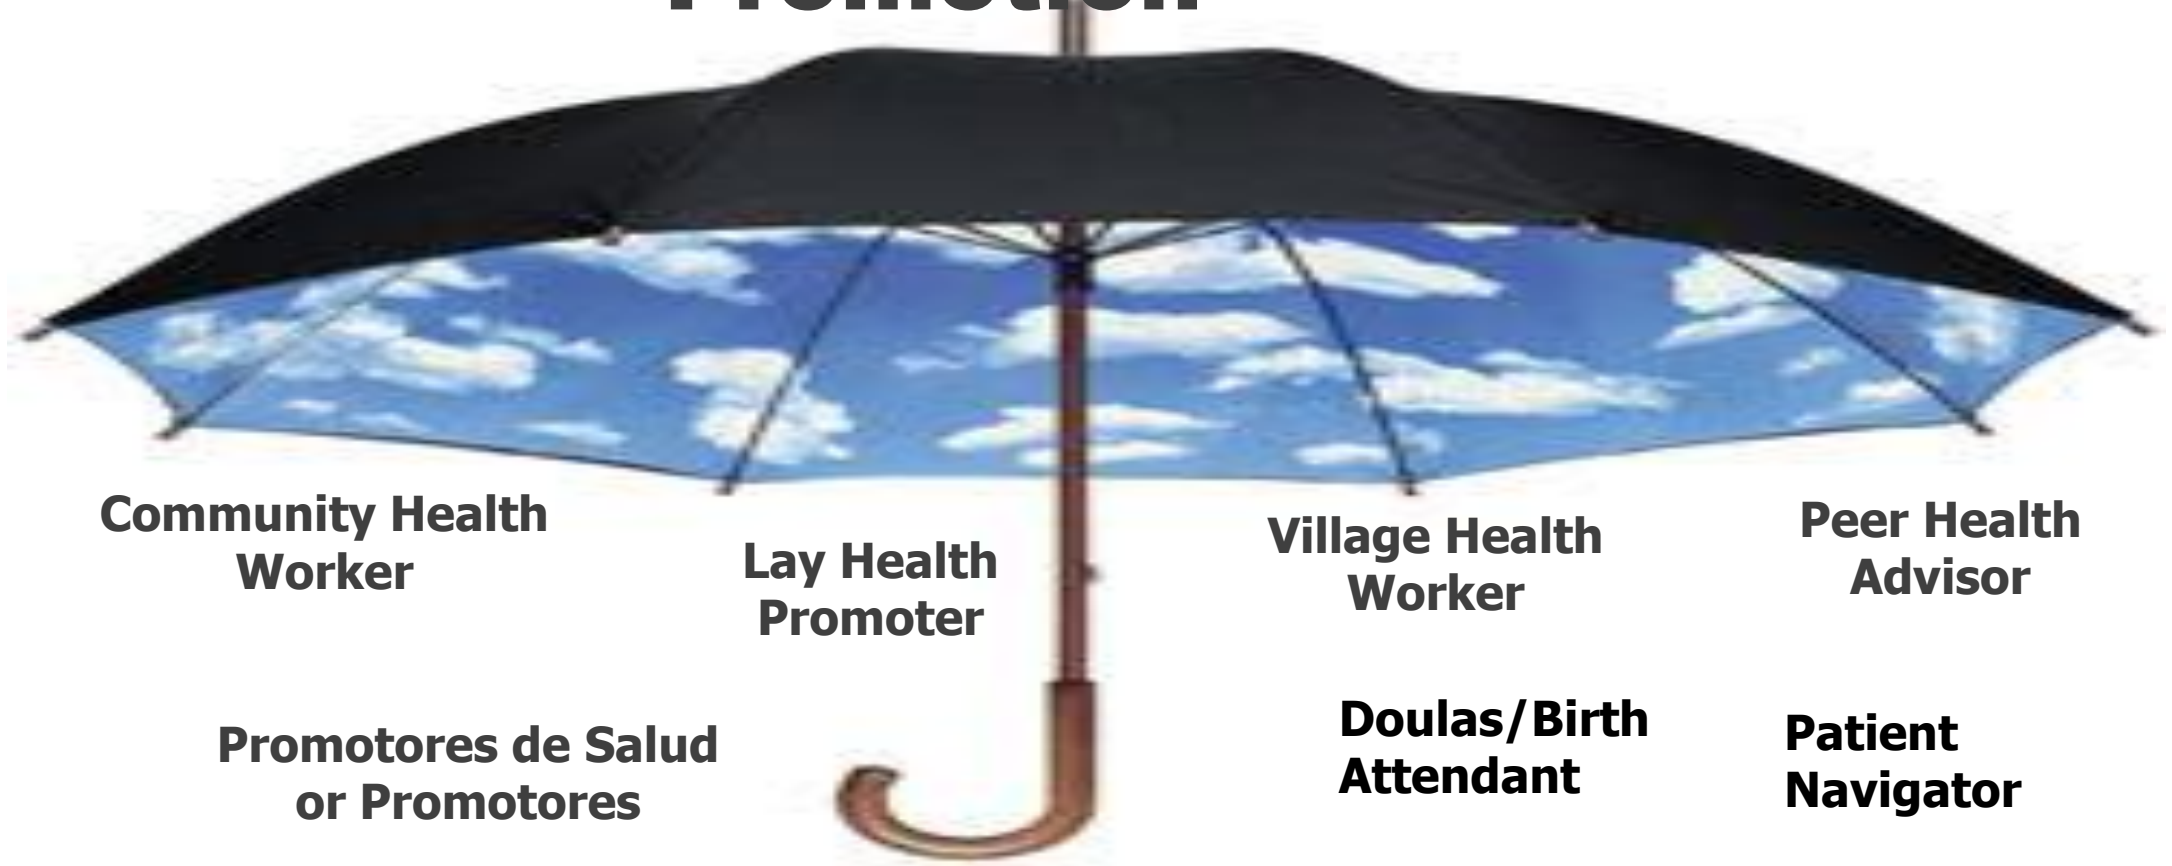 Promotion
Community Health
Worker
Lay Health
Promoter
Village Health
Worker
Peer Health
Advisor
Promotores de Salud
or Promotores
Doulas/Birth
Attendant
Patient
Navigator